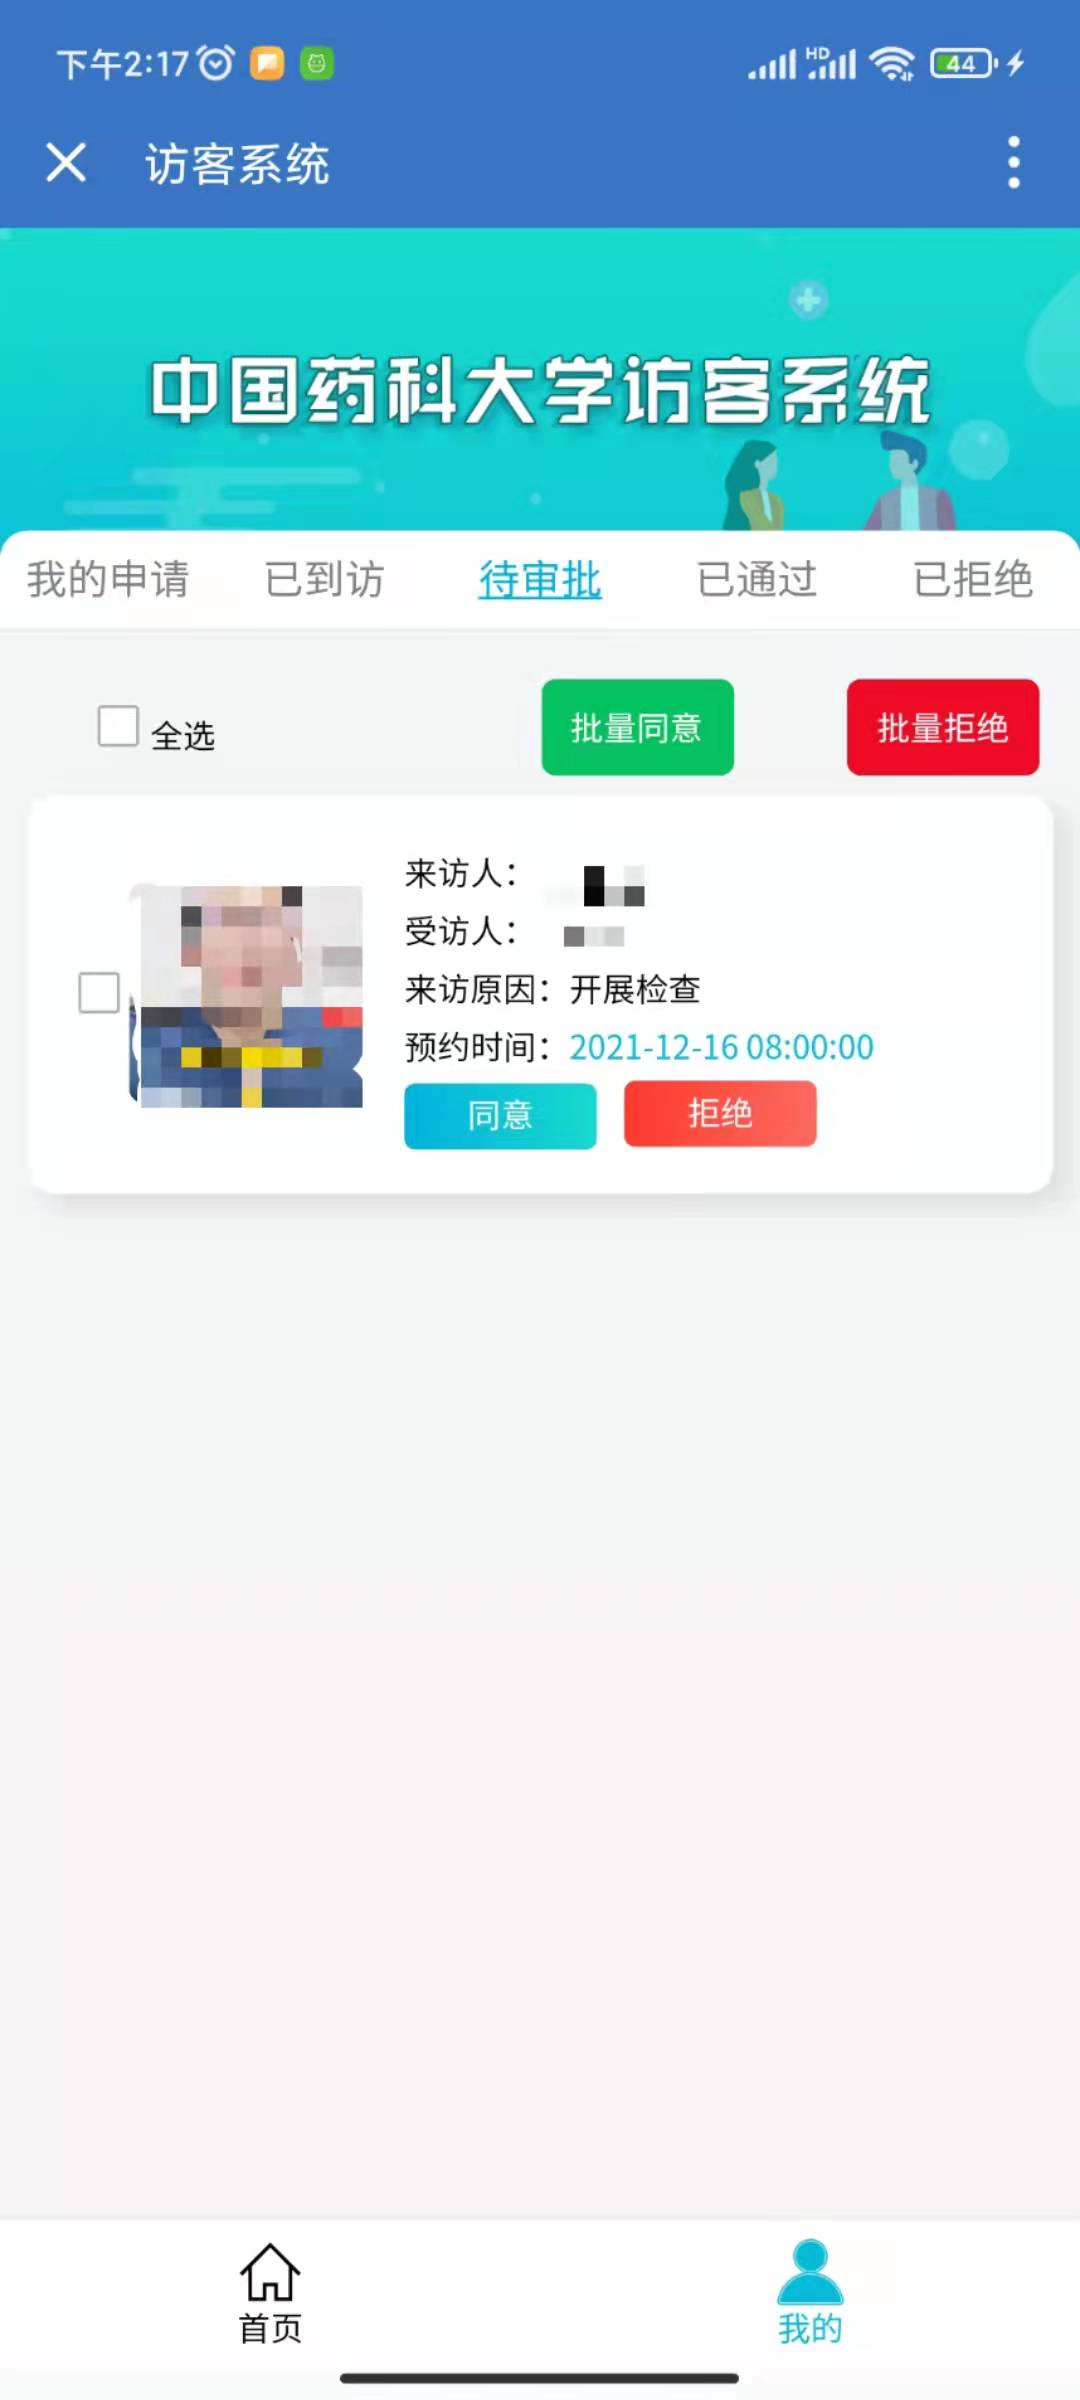 下午2:17
HD
44
访客系统
中国药科大学访客系统
我的申请 已到访 待审批 已通过 已拒绝
全选 批量同意 批量拒绝
来访人：
受访人：
来访原因：开展检查
预约时间：2021-12-16 08:00:00
同意 拒绝
首页 我的